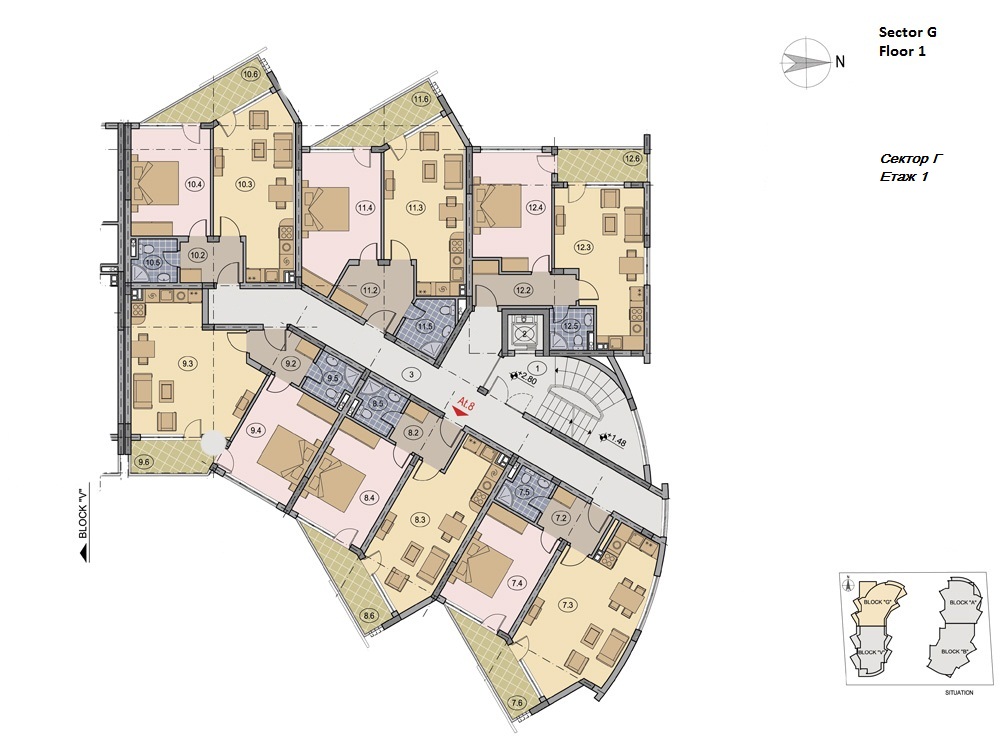 Sector G
Floor 1
N
Сектор Г
Етаж 1
10.6
11.6
12.6
10.4
10.3
11.4
11.3
12.4
12.3
10.2
10.5
11.2
12.2
11.5
12.5
2
9.3
9.2
3
1
+2.80
9.5
8.5
At.8
+1.48
9.4
8.2
9.6
8.4
7.5
7.2
8.3
BLOCK "V"
7.4
7.3
8.6
7.6
N
BLOCK "G"
BLOCK "A"
BLOCK "V"
BLOCK "B"
SITUATION